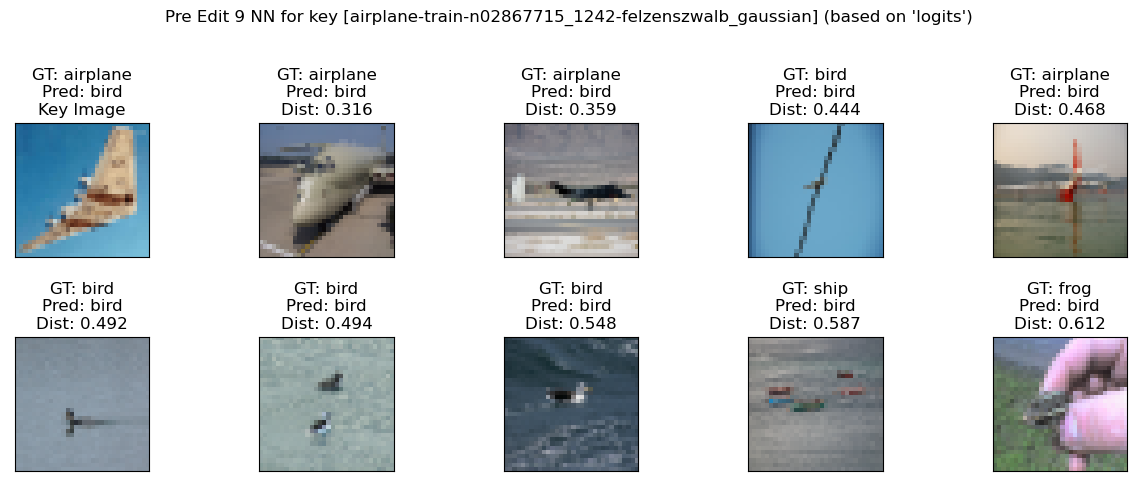 Pre Edit 9 NN for key [airplane-train-n02867715_1242-felzenszwalb_gaussian] (based on 'logits')
GT: airplane
Pred: bird
Key Image
GT: airplane
Pred: bird
Dist: 0.316
GT: airplane
Pred: bird
Dist: 0.359
GT: bird
Pred: bird
Dist: 0.444
GT: airplane
Pred: bird
Dist: 0.468
GT: bird
Pred: bird
Dist: 0.492
GT: bird
Pred: bird
Dist: 0.494
GT: bird
Pred: bird
Dist: 0.548
GT: ship
Pred: bird
Dist: 0.587
GT: frog
Pred: bird
Dist: 0.612